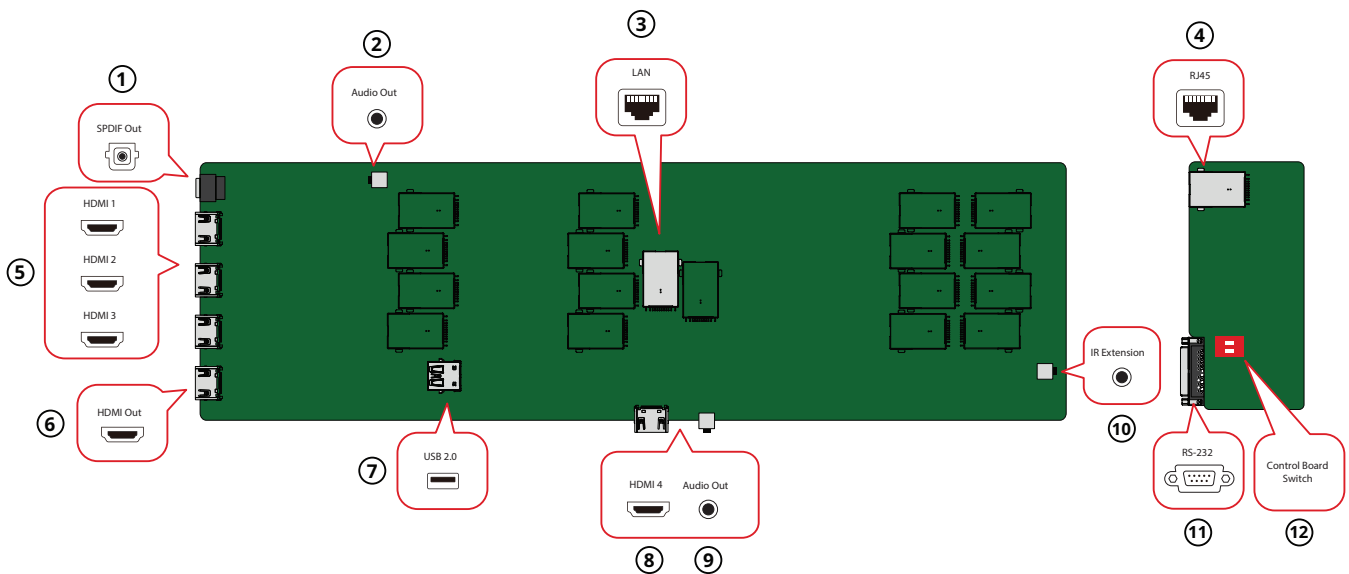 1
SPDIF Out
2
Audio Out
3
LAN
4
RJ45
5
HDMI 1
HDMI 2
HDMI 3
6
HDMI Out
7
USB 2.0
8
HDMI 4
9
Audio Out
10
IR Extension
11
RS-232
12
Control Board
Switch